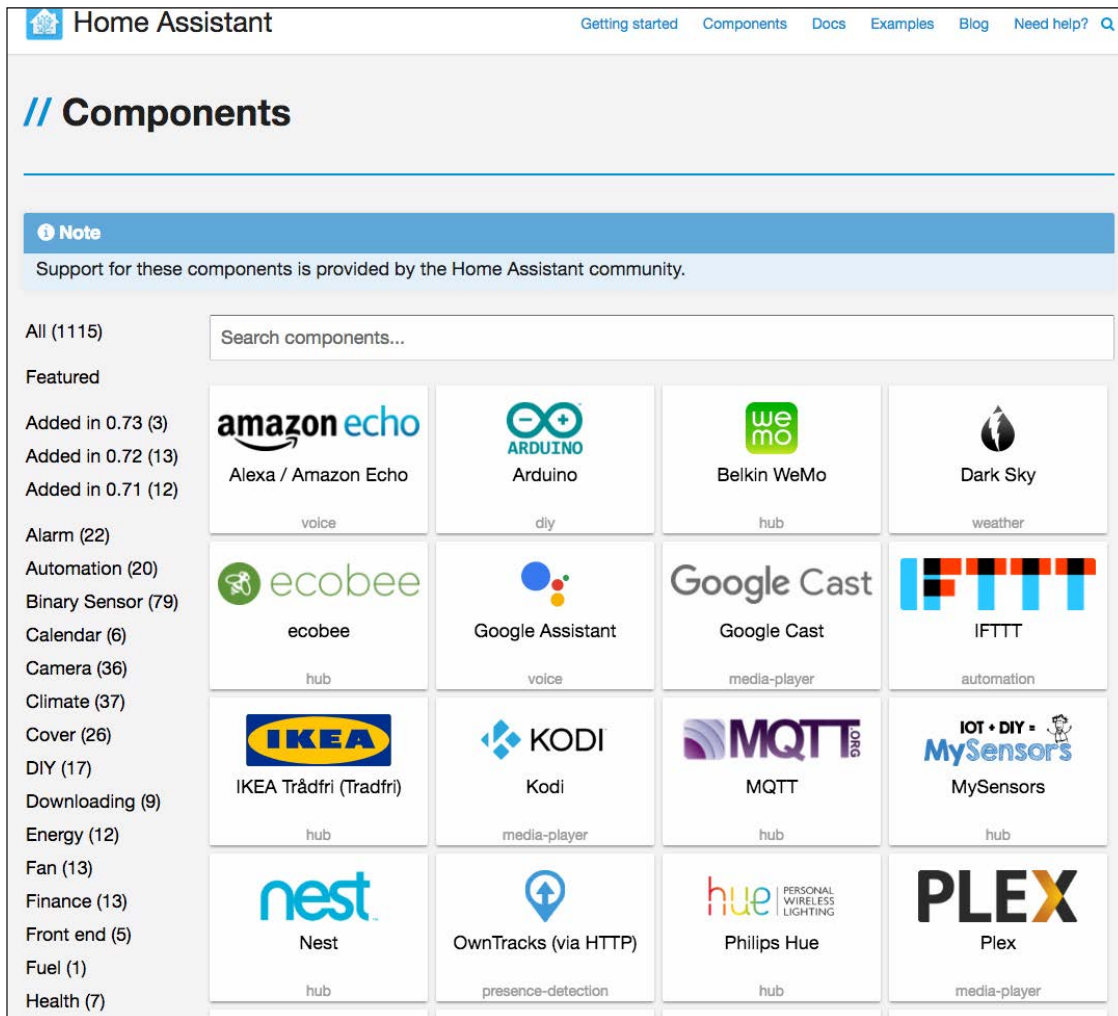 Home Assistant
Getting started Components Docs Examples Blog Need help?
// Components
Note
Support for these components is provided by the Home Assistant community.
All (1115)
Featured
Added in 0.73 (3)
Added in 0.72 (13)
Added in 0.71 (12)
Alarm (22)
Automation (20)
Binary Sensor (79)
Calendar (6)
Camera (36)
Climate (37)
Cover (26)
DIY (17)
Downloading (9)
Energy (12)
Fan (13)
Finance (13)
Front end (5)
Fuel (1)
Health (7)
Search components...
amazon echo
Alexa / Amazon Echo
voice
ARDUINO
Arduino
diy
we
mo
Belkin WeMo
hub
Dark Sky
weather
ecobee
ecobee
hub
Google Assistant
voice
Google Cast
Google Cast
media-player
IFTTT
IFTTT
automation
IKEA
IKEA Trådfri (Tradfri)
hub
KODI
Kodi
media-player
MQTT.ORG
MQTT
hub
IOT + DIY =
MySensors
MySensors
hub
nest
Nest
hub
OwnTracks (via HTTP)
presence-detection
hue PERSONAL
WIRELESS
LIGHTING
Philips Hue
hub
PLEX
Plex
media-player